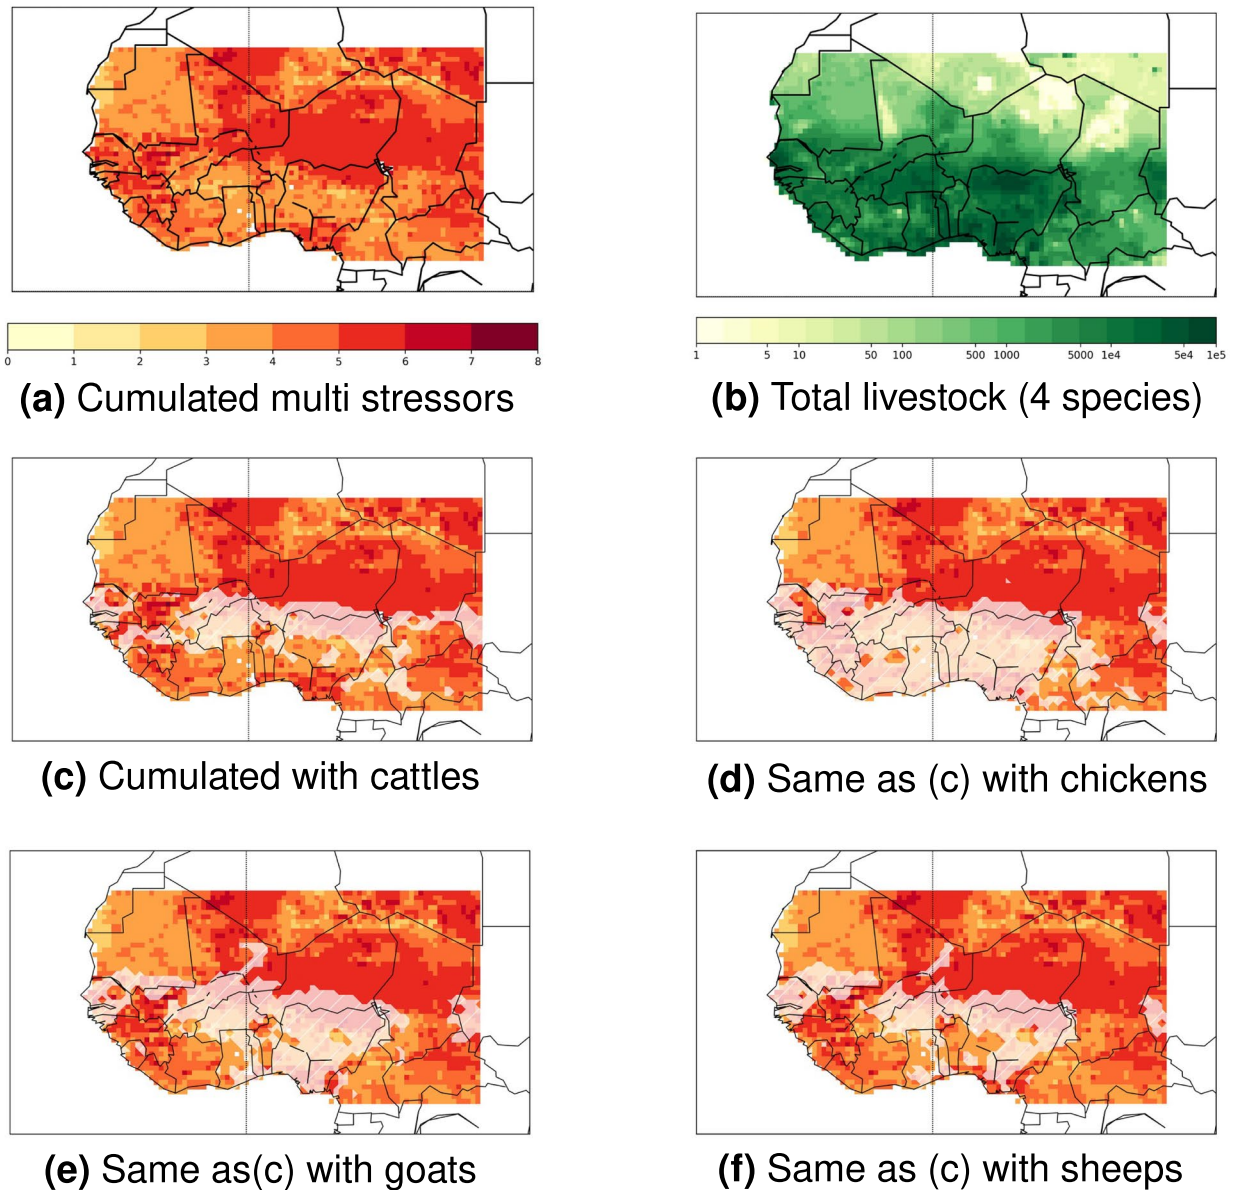 0 1 2 3 4 5 6 7 8
1 5 10 50 100 500 1000 5000 1e4 5e4 1e5
(a) Cumulated multi stressors
(b) Total livestock (4 species)
(c) Cumulated with cattles
(d) Same as (c) with chickens
(e) Same as(c) with goats
(f) Same as (c) with sheeps